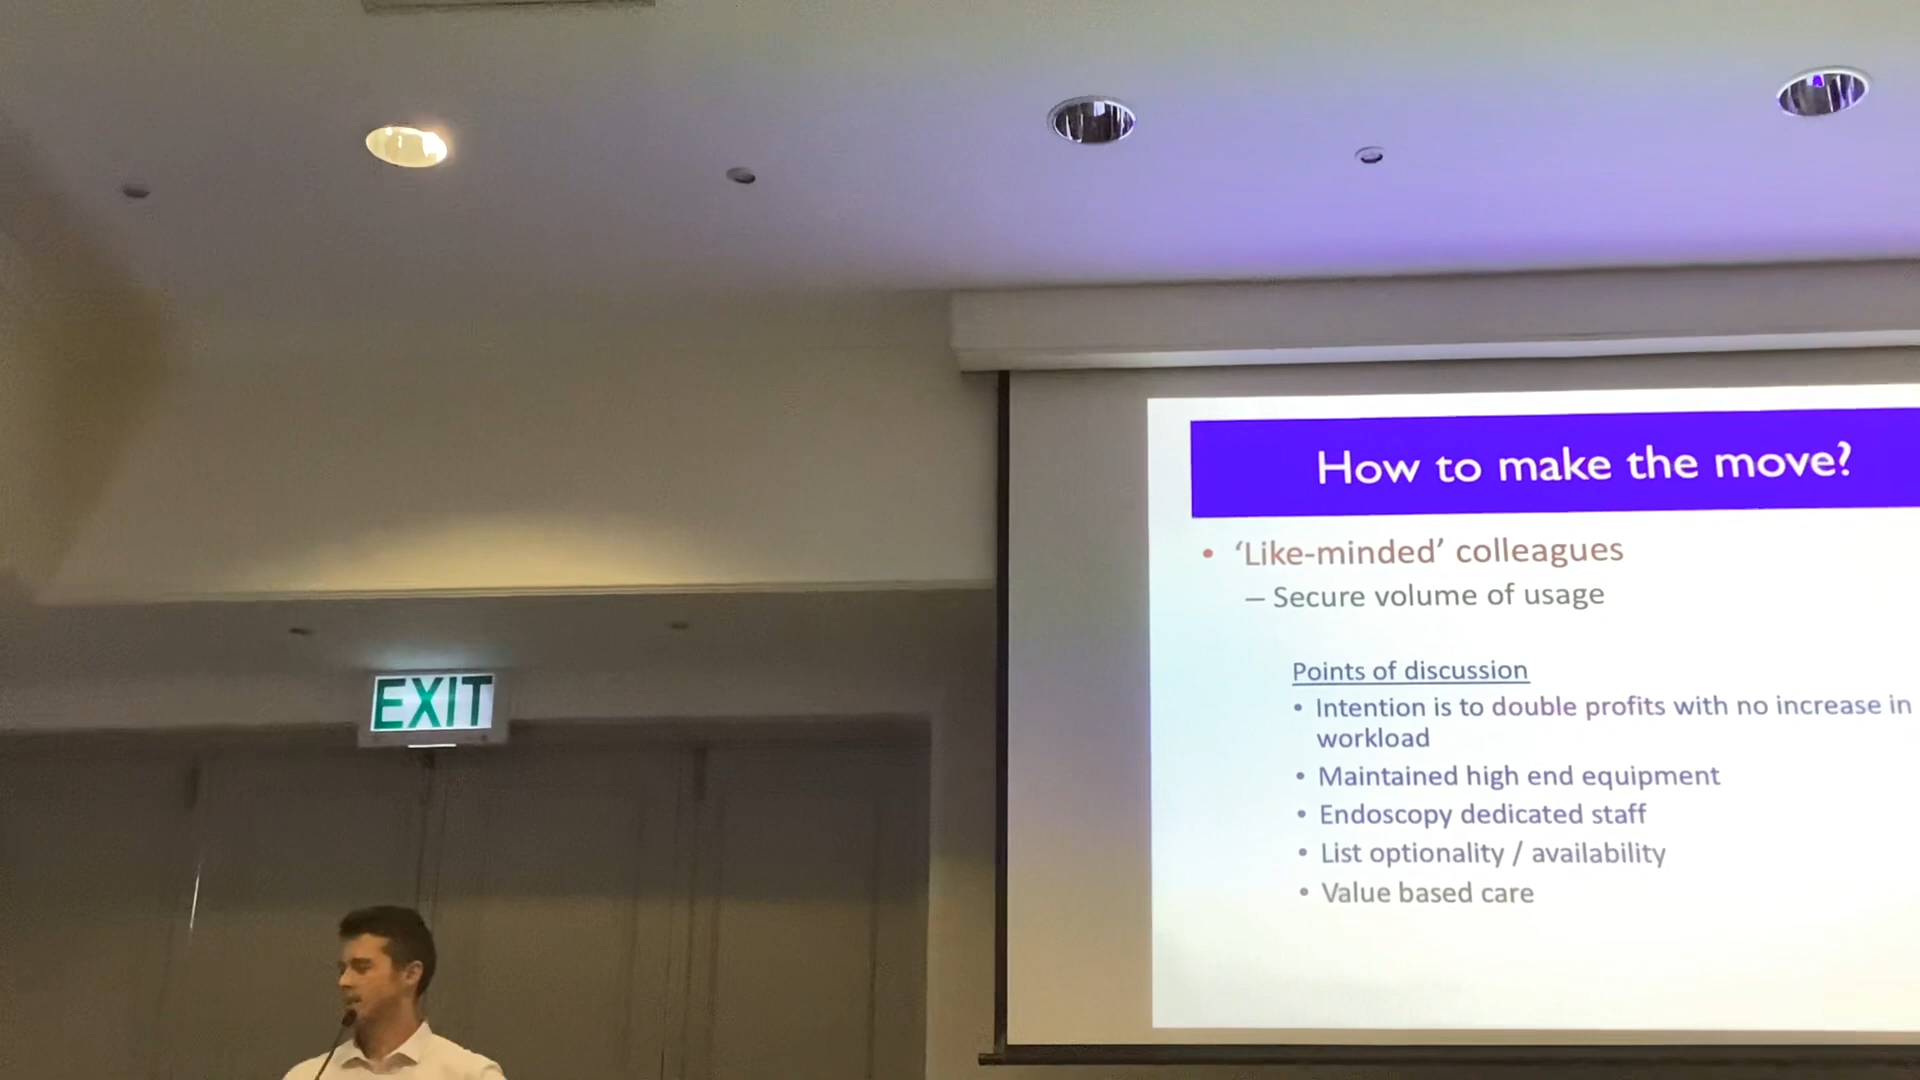 EXIT
How to make the move?
• 'Like-minded' colleagues
– Secure volume of usage
Points of discussion
• Intention is to double profits with no increase in
workload
• Maintained high end equipment
• Endoscopy dedicated staff
• List optionality / availability
• Value based care